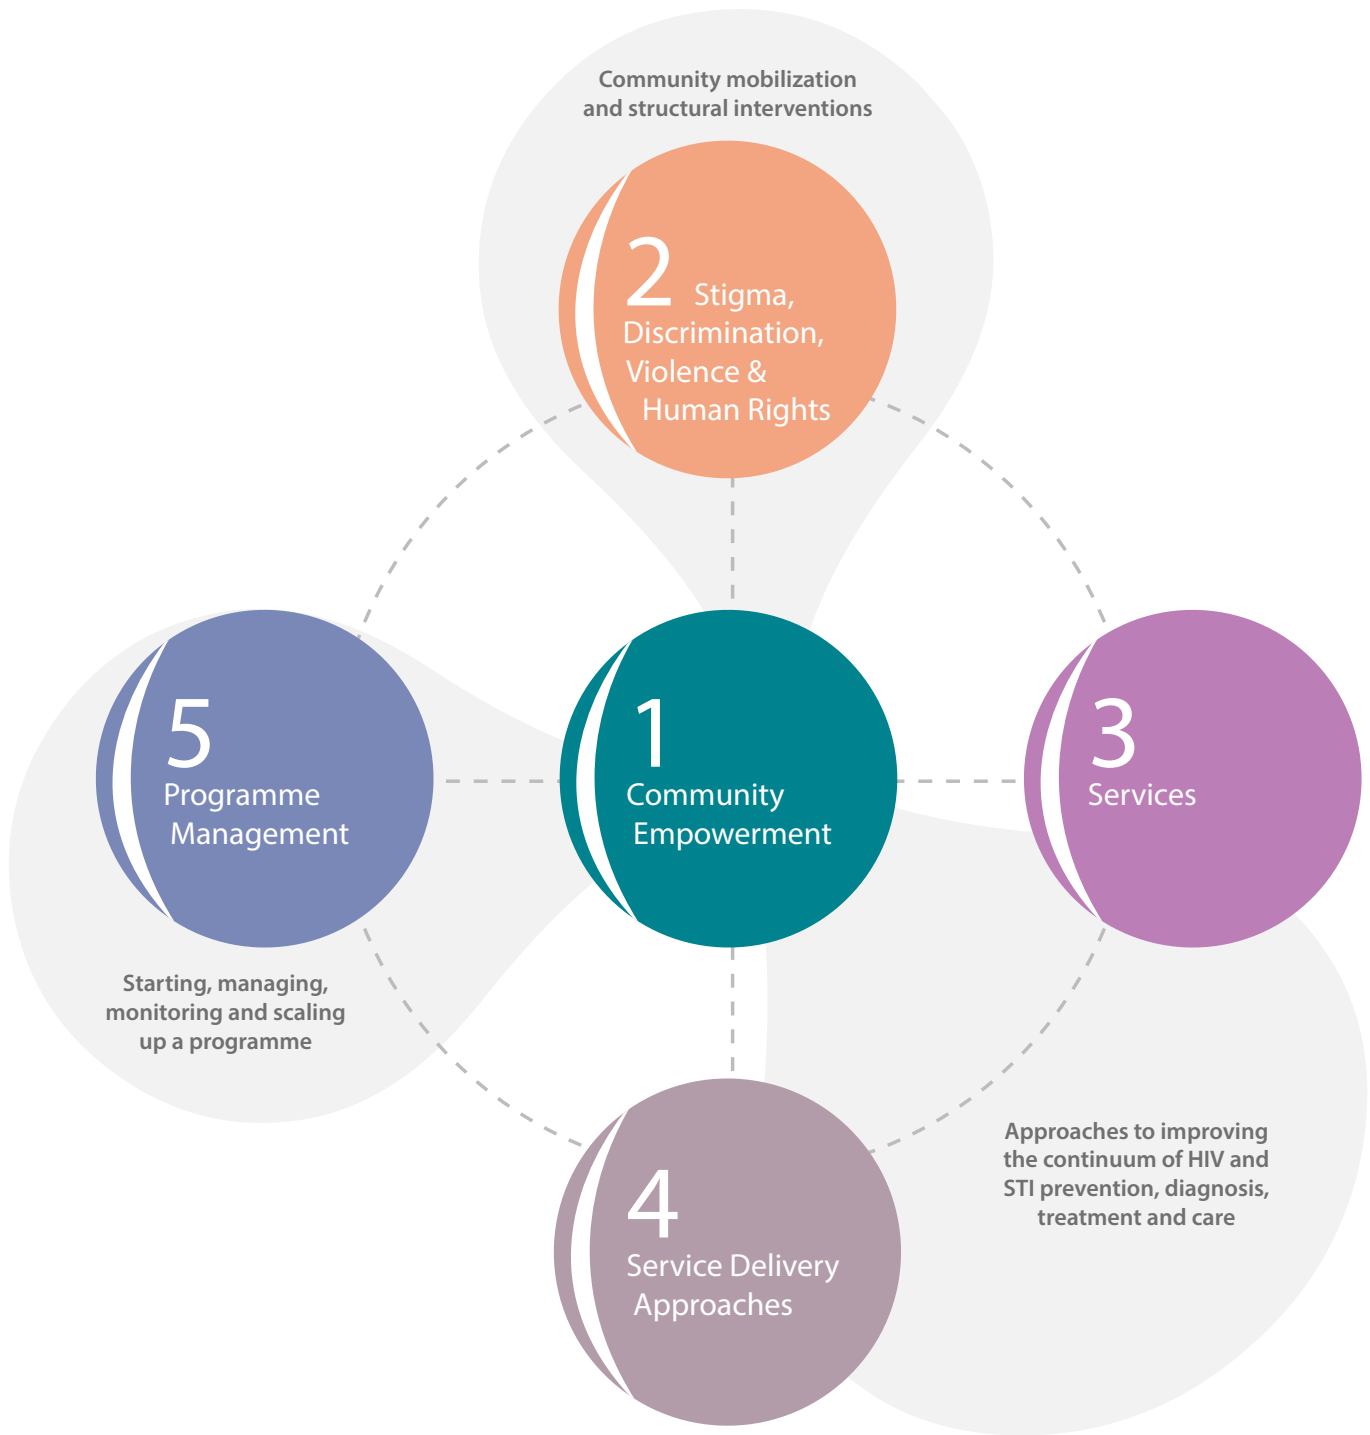 Community mobilization
and structural interventions
2 Stigma,
Discrimination,
Violence &
Human Rights
5
Programme
Management
1
Community
Empowerment
3
Services
Starting, managing,
monitoring and scaling
up a programme
Approaches to improving
the continuum of HIV and
STI prevention, diagnosis,
treatment and care
4
Service Delivery
Approaches